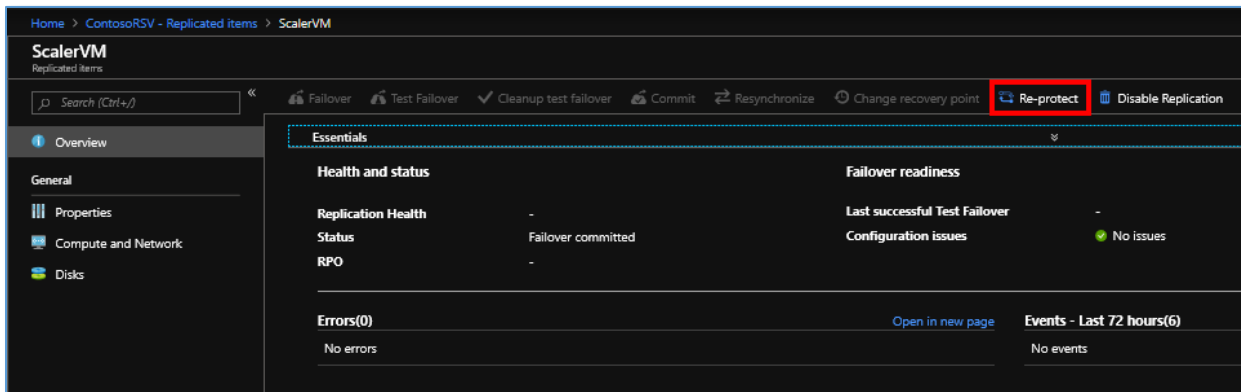 Home > ContosoRSV - Replicated items > ScalerVM
ScalerVM
Replicated items
Search (Ctrl+/)
«
Failover Test Failover Cleanup test failover Commit Resynchronize Change recovery point Re-protect Disable Replication
Overview
General
Properties
Compute and Network
Disks
Essentials
Health and status
Replication Health -
Status Failover committed
RPO -
Failover readiness
Last successful Test Failover -
Configuration issues No issues
Errors(0) Open in new page
No errors
Events - Last 72 hours(6)
No events